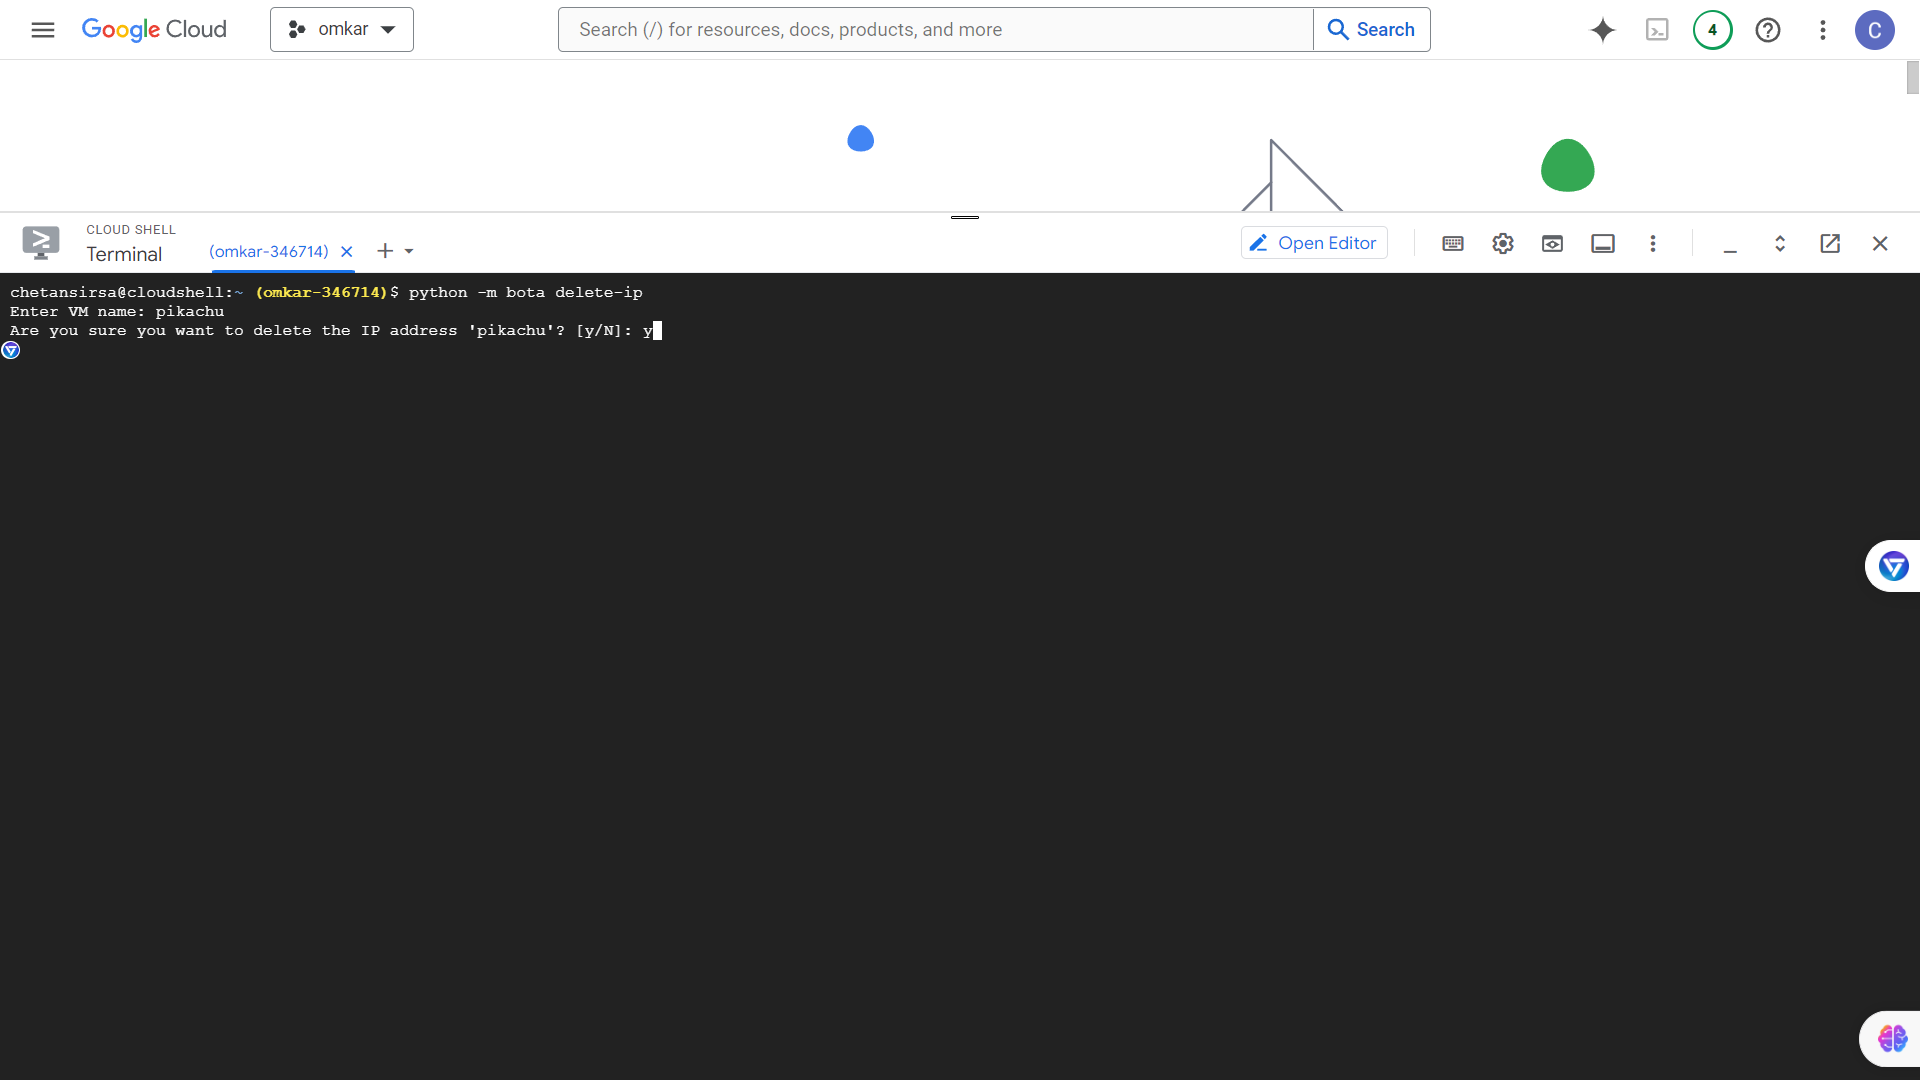 Google Cloud
omkar
Search (/) for resources, docs, products, and more
Search
4
C
CLOUD SHELL
Terminal
(omkar-346714)
Open Editor
chetansirsa@cloudshell:~ (omkar-346714)$ python -m bota delete-ip
Enter VM name: pikachu
Are you sure you want to delete the IP address 'pikachu'? [y/N]: y